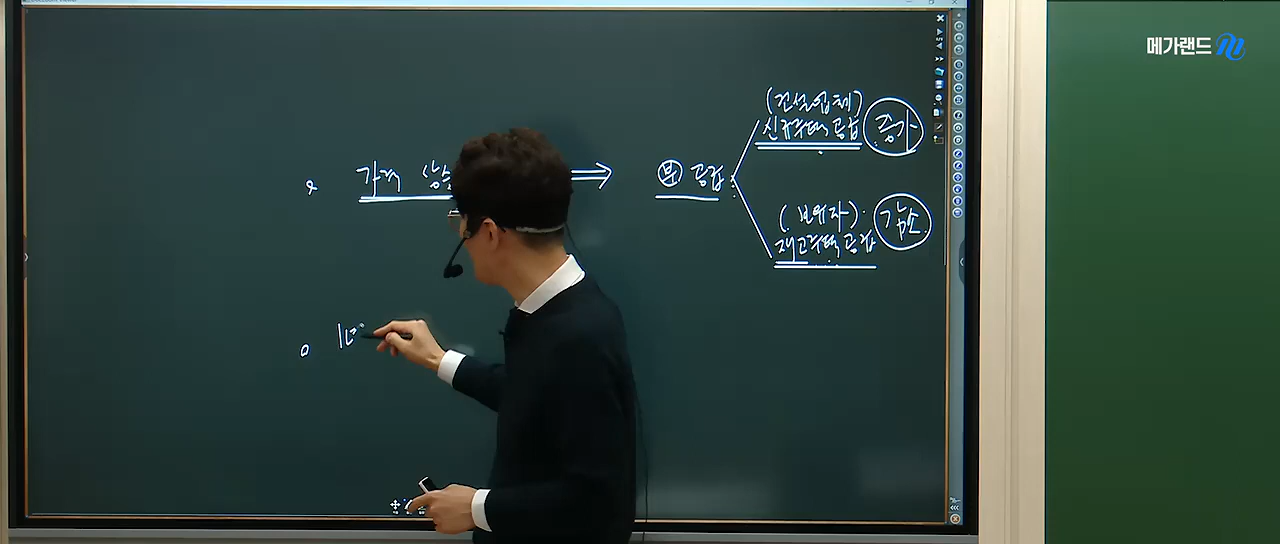 메가랜드
(건설업체)
신규주택 공급 증가
가격 상승 ⇒ 부 공급
(보유자)
재고주택 공급 감소